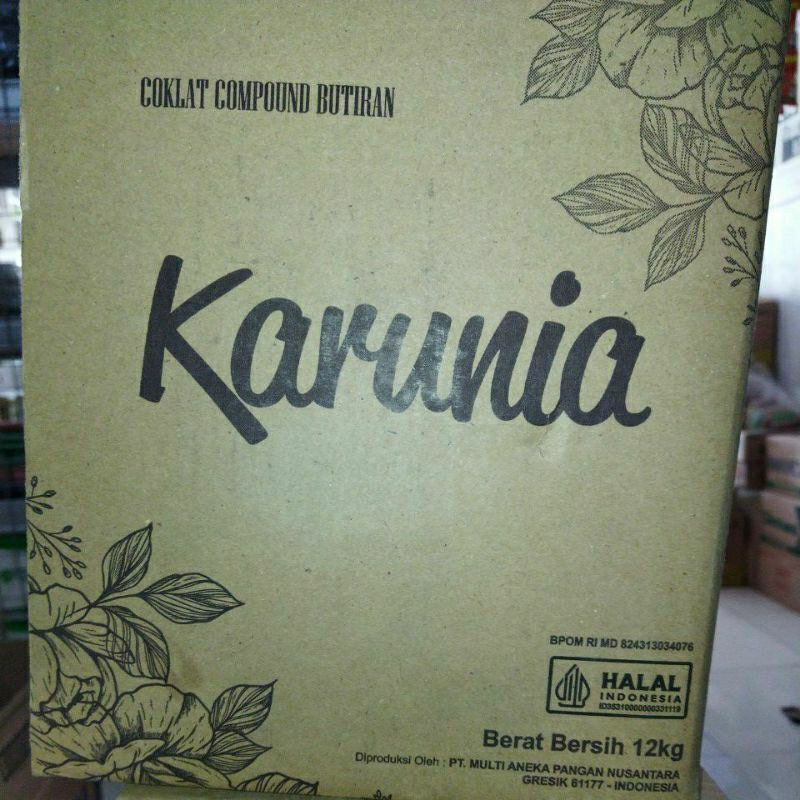 COKLAT COMPOUND BUTIRAN
Karunia
BPOM RI MD 824313034076
HALAL
INDONESIA
ID35310000000331119
Berat Bersih 12kg
Diproduksi Oleh : PT. MULTI ANEKA PANGAN NUSANTARA
GRESIK 61177 - INDONESIA